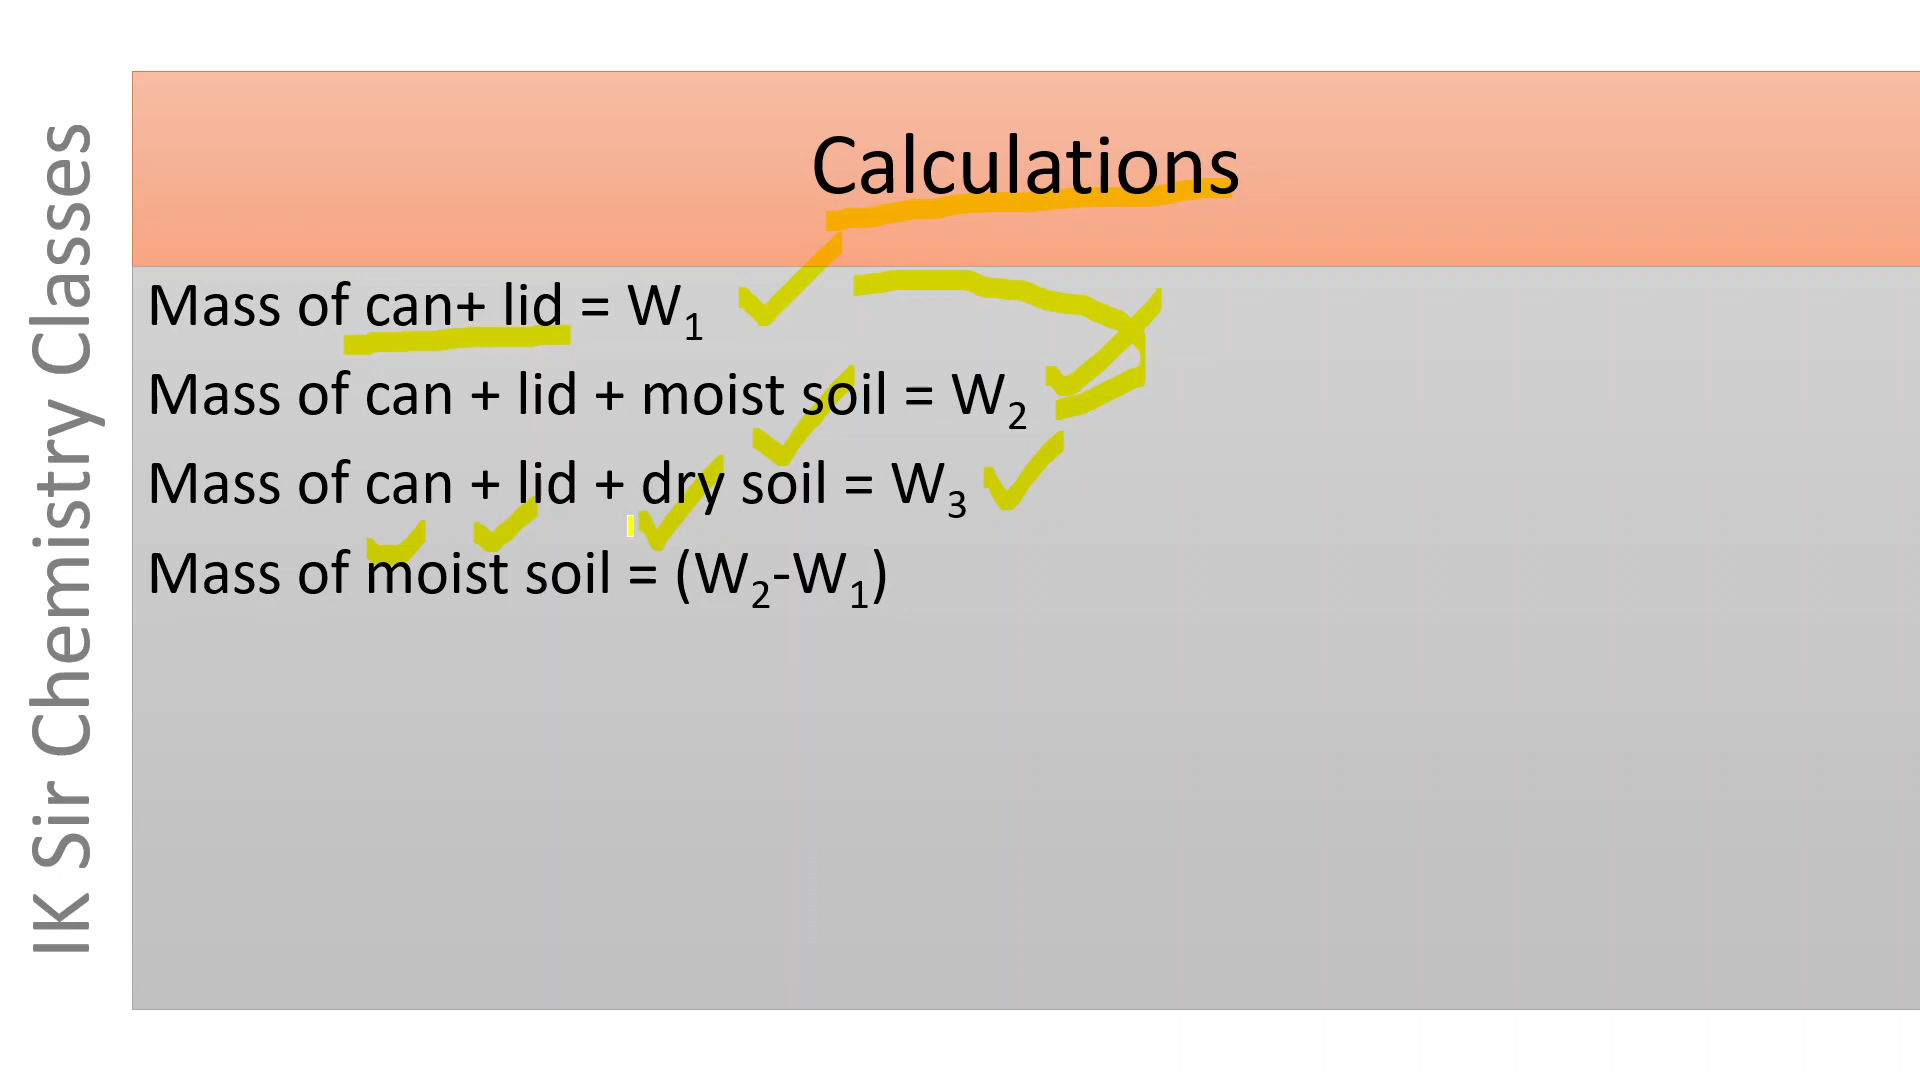 IK Sir Chemistry Classes
Calculations
Mass of can+ lid = W₁
Mass of can + lid + moist soil = W₂
Mass of can + lid + dry soil = W₃
Mass of moist soil = (W₂-W₁)